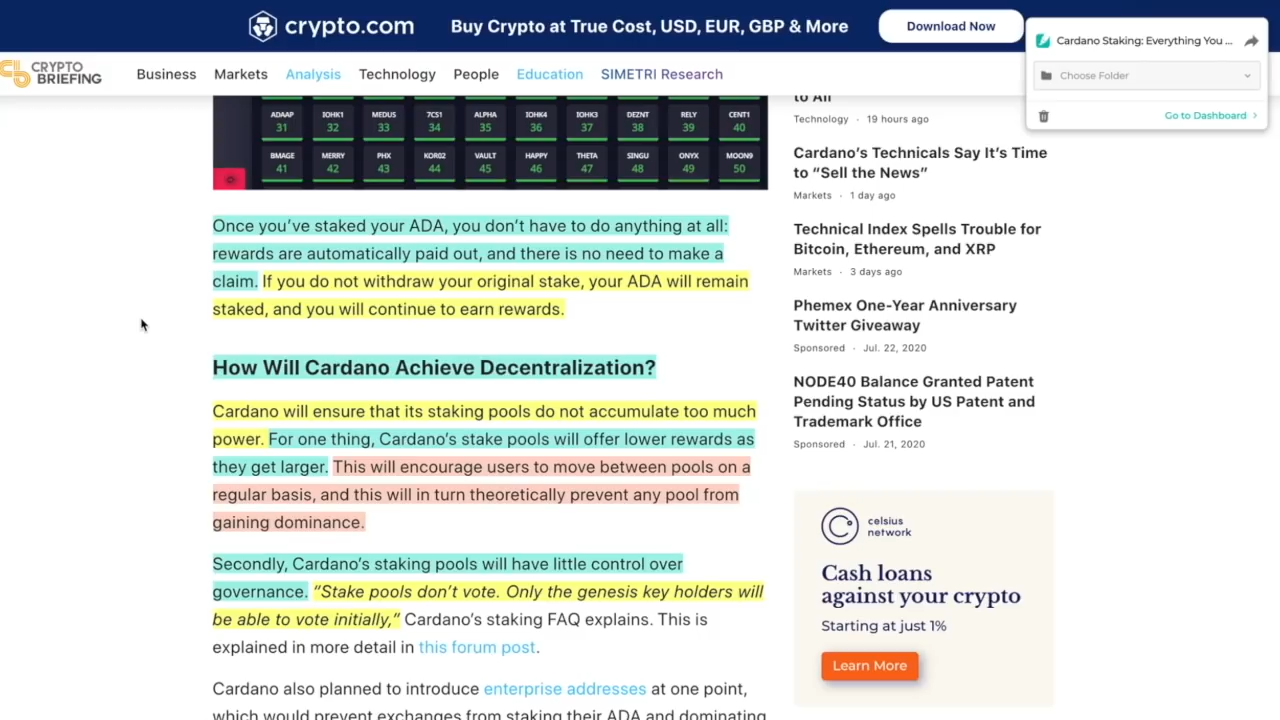 crypto.com
Buy Crypto at True Cost, USD, EUR, GBP & More
Download Now
Cardano Staking: Everything You ...
Choose Folder
Go to Dashboard
CRYPTO
BRIEFING
Business Markets Analysis Technology People Education SIMETRI Research
ADAAP IOHK1 MEDUS 7CS1 ALPHA IOHK4 IOHK3 DEZNT RELY CENT1
31 32 33 34 35 36 37 38 39 40
BMAGE MERRY PHX KOR02 VAULT HAPPY THETA SINGU ONYX MOON9
41 42 43 44 45 46 47 48 49 50
Once you've staked your ADA, you don't have to do anything at all:
rewards are automatically paid out, and there is no need to make a
claim. If you do not withdraw your original stake, your ADA will remain
staked, and you will continue to earn rewards.
How Will Cardano Achieve Decentralization?
Cardano will ensure that its staking pools do not accumulate too much
power. For one thing, Cardano's stake pools will offer lower rewards as
they get larger. This will encourage users to move between pools on a
regular basis, and this will in turn theoretically prevent any pool from
gaining dominance.
Secondly, Cardano's staking pools will have little control over
governance. “Stake pools don't vote. Only the genesis key holders will
be able to vote initially,” Cardano's staking FAQ explains. This is
explained in more detail in this forum post.
Cardano also planned to introduce enterprise addresses at one point,
which would prevent exchanges from staking their ADA and dominating
to All
Technology · 19 hours ago
Cardano's Technicals Say It's Time
to “Sell the News”
Markets · 1 day ago
Technical Index Spells Trouble for
Bitcoin, Ethereum, and XRP
Markets · 3 days ago
Phemex One-Year Anniversary
Twitter Giveaway
Sponsored · Jul. 22, 2020
NODE40 Balance Granted Patent
Pending Status by US Patent and
Trademark Office
Sponsored · Jul. 21, 2020
celsius
network
Cash loans
against your crypto
Starting at just 1%
Learn More